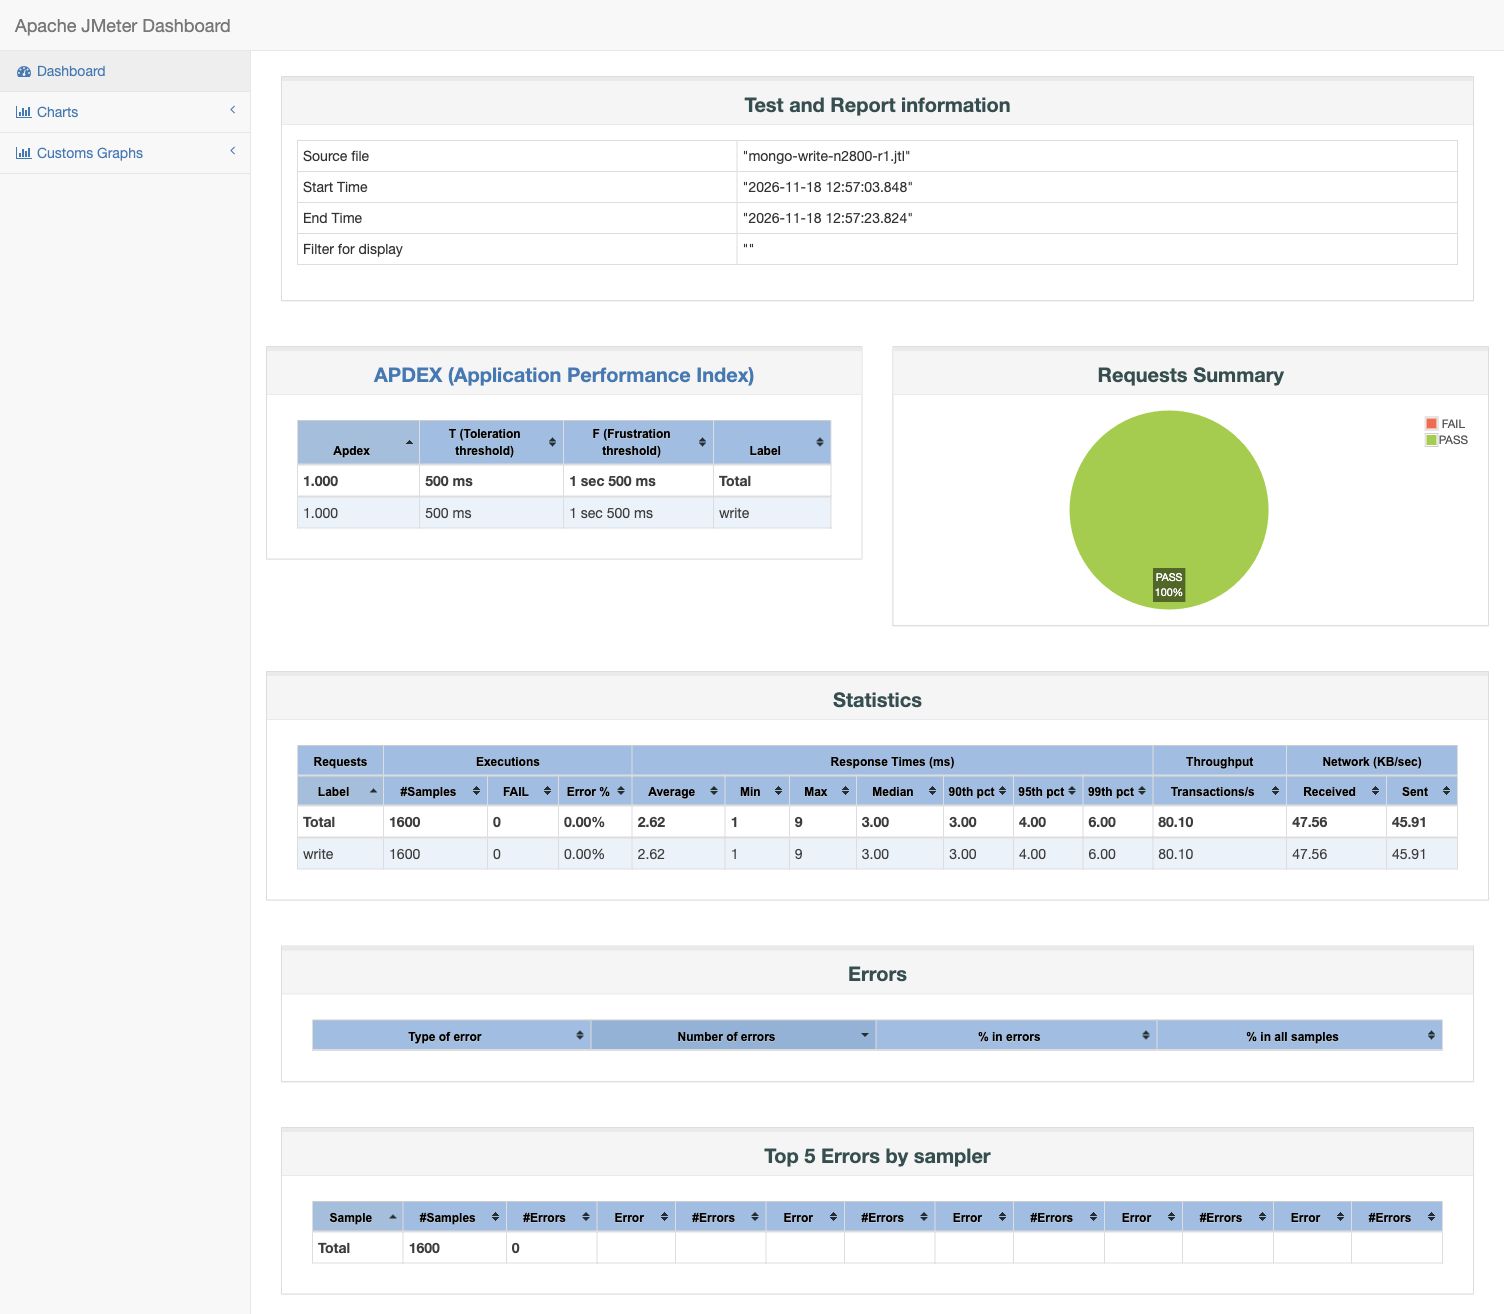 Apache JMeter Dashboard
Dashboard
Charts
Customs Graphs
Test and Report information
Source file "mongo-write-n2800-r1.jtl"
Start Time "2026-11-18 12:57:03.848"
End Time "2026-11-18 12:57:23.824"
Filter for display ""
APDEX (Application Performance Index)
Apdex T (Toleration threshold) F (Frustration threshold) Label
1.000 500 ms 1 sec 500 ms Total
1.000 500 ms 1 sec 500 ms write
Requests Summary
FAIL
PASS
PASS
100%
Statistics
Requests Executions Response Times (ms) Throughput Network (KB/sec)
Label #Samples FAIL Error % Average Min Max Median 90th pct 95th pct 99th pct Transactions/s Received Sent
Total 1600 0 0.00% 2.62 1 9 3.00 3.00 4.00 6.00 80.10 47.56 45.91
write 1600 0 0.00% 2.62 1 9 3.00 3.00 4.00 6.00 80.10 47.56 45.91
Errors
Type of error Number of errors % in errors % in all samples
Top 5 Errors by sampler
Sample #Samples #Errors Error #Errors Error #Errors Error #Errors Error #Errors Error #Errors
Total 1600 0